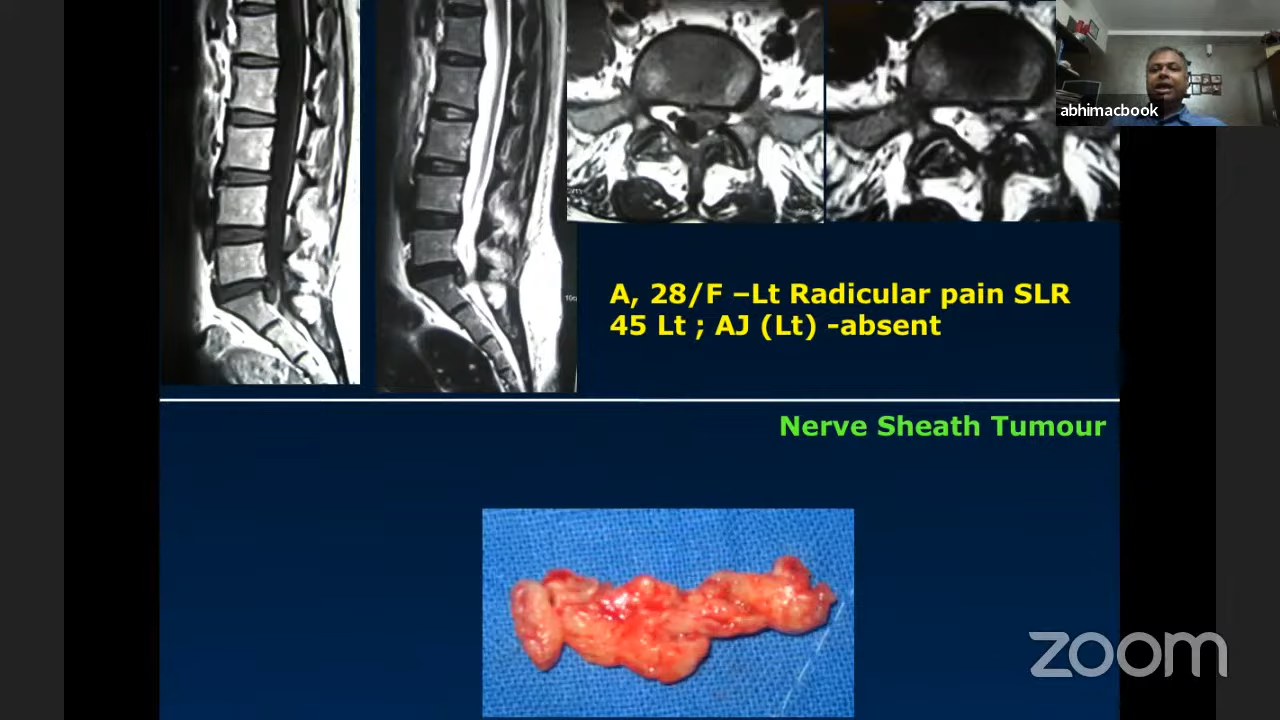 abhimacbook
A, 28/F –Lt Radicular pain SLR
45 Lt ; AJ (Lt) -absent
Nerve Sheath Tumour
zoom